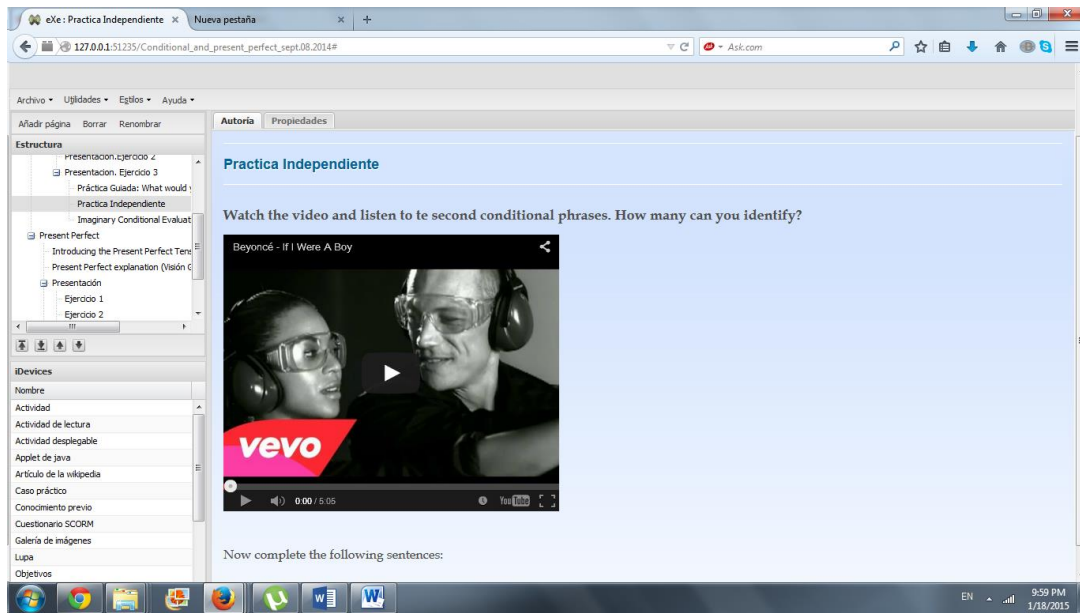 eXe : Practica Independiente
Nueva pestaña
127.0.0.1:51235/Conditional_and_present_perfect_sept.08.2014#
Ask.com
Archivo Utilidades Estilos Ayuda
Añadir página Borrar Renombrar
Autoría Propiedades
Estructura
Presentacion.Ejercicio 2
Presentacion. Ejercicio 3
Práctica Guiada: What would
Practica Independiente
Imaginary Conditional Evaluat
Present Perfect
Introducing the Present Perfect Tens
Present Perfect explanation (Visión G
Presentación
Ejercicio 1
Ejercicio 2
iDevices
Nombre
Actividad
Actividad de lectura
Actividad desplegable
Applet de java
Artículo de la wikipedia
Caso práctico
Conocimiento previo
Cuestionario SCORM
Galería de imágenes
Lupa
Objetivos
Practica Independiente
Watch the video and listen to te second conditional phrases. How many can you identify?
Beyoncé - If I Were A Boy
vevo
0:00 / 5:05
YouTube
Now complete the following sentences:
EN
9:59 PM
1/18/2015